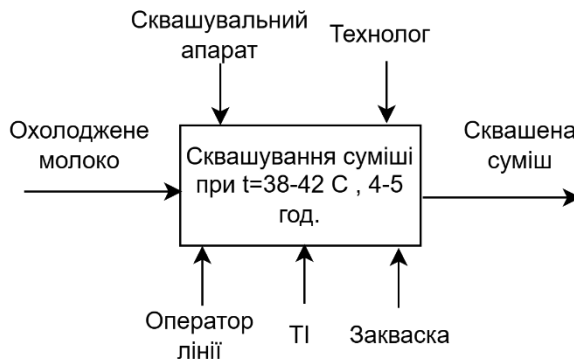 Сквашувальний
апарат
Технолог
Охолоджене
молоко
Сквашування суміші
при t=38-42 C , 4-5
год.
Сквашена
суміш
Оператор
лінії
ТІ
Закваска